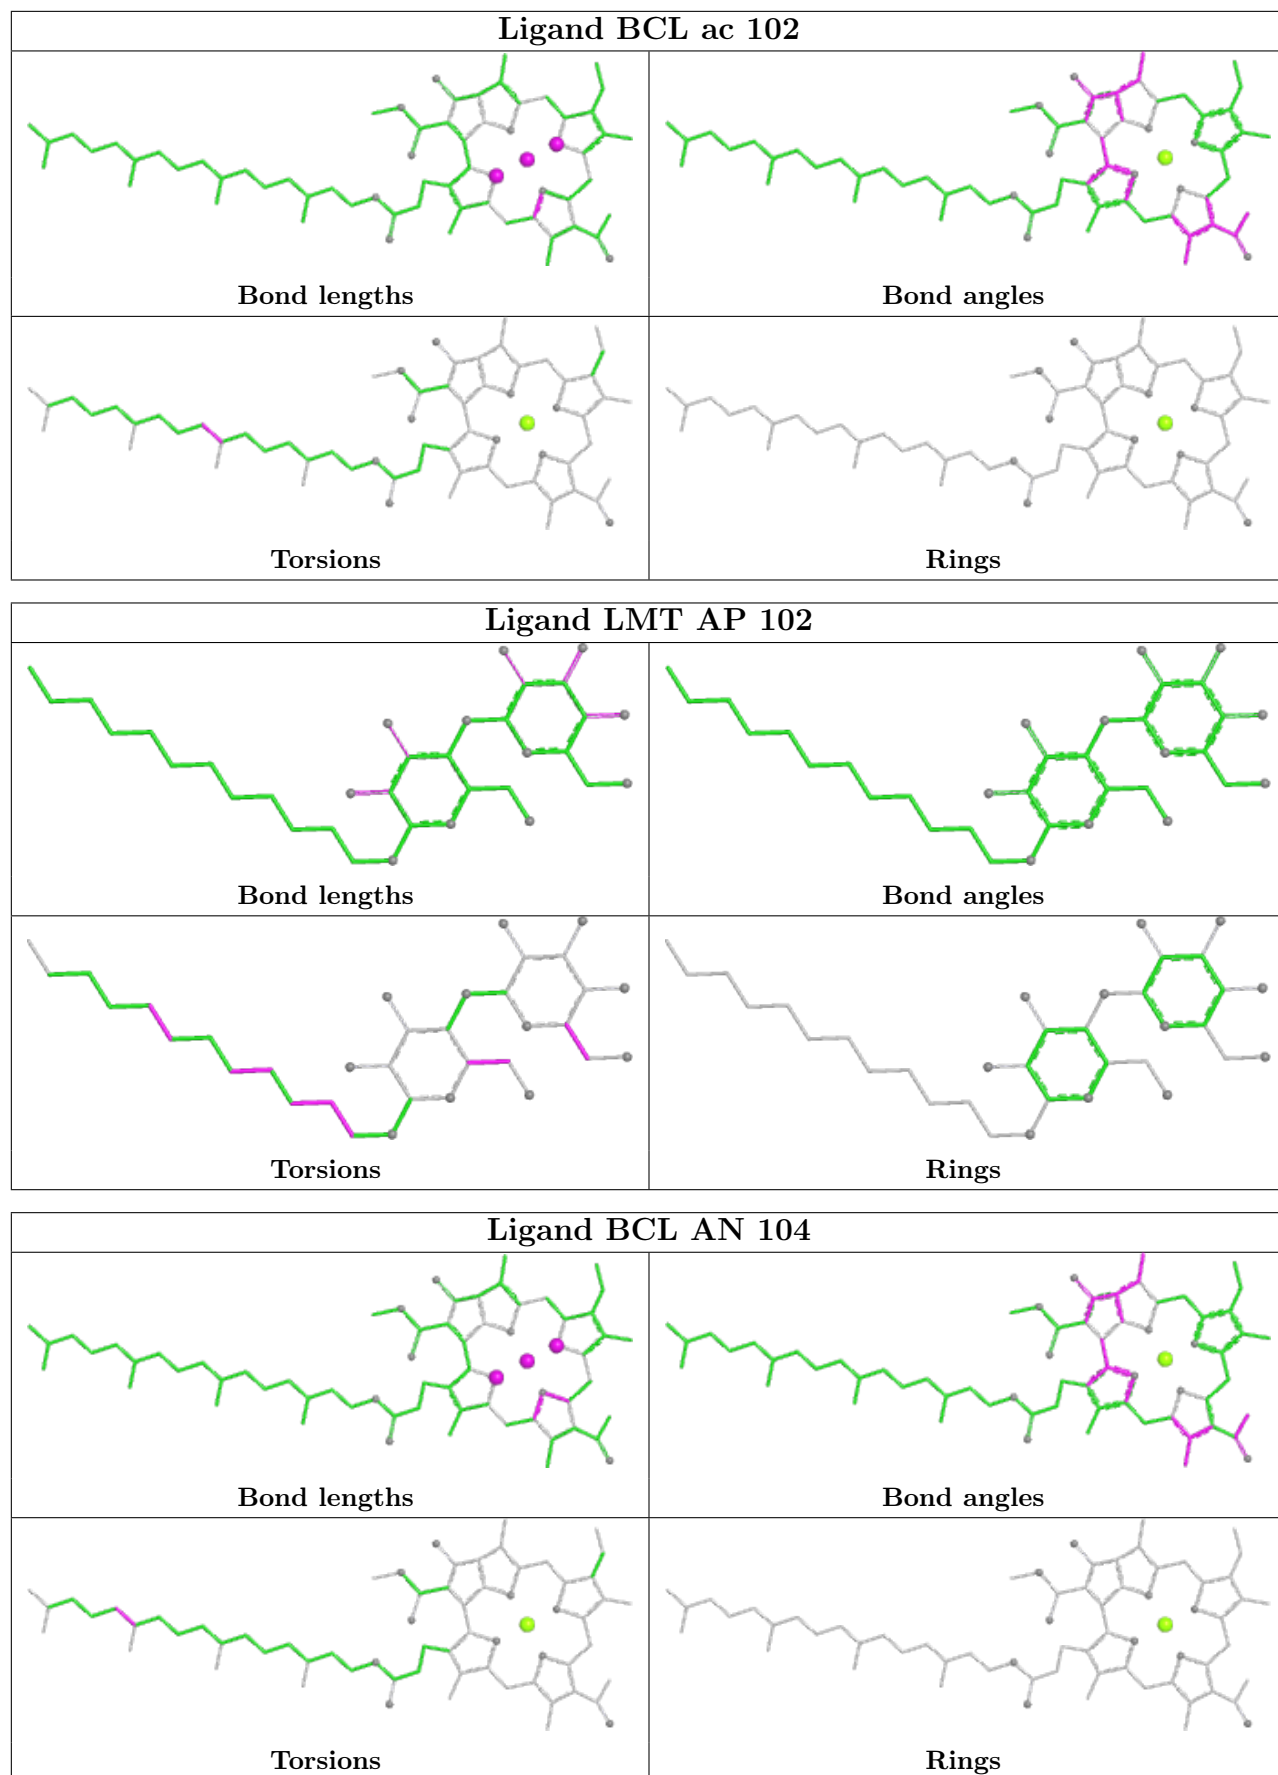 Ligand BCL ac 102
Bond lengths
Bond angles
Torsions
Rings
Ligand LMT AP 102
Bond lengths
Bond angles
Torsions
Rings
Ligand BCL AN 104
Bond lengths
Bond angles
Torsions
Rings